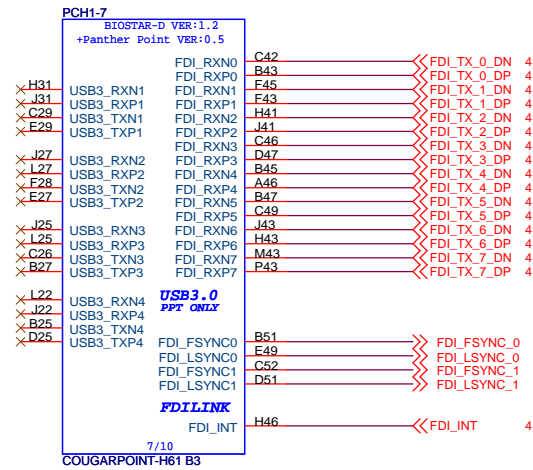 PCH1-7
BIOSTAR-D VER:1.2
+Panther Point VER:0.5
FDI_RXN0 C42 FDI_TX_0_DN 4
FDI_RXP0 B43 FDI_TX_0_DP 4
H31 USB3_RXN1 FDI_RXN1 F45 FDI_TX_1_DN 4
J31 USB3_RXP1 FDI_RXP1 F43 FDI_TX_1_DP 4
C29 USB3_TXN1 FDI_RXN2 H41 FDI_TX_2_DN 4
E29 USB3_TXP1 FDI_RXP2 J41 FDI_TX_2_DP 4
FDI_RXN3 C46 FDI_TX_3_DN 4
J27 USB3_RXN2 FDI_RXP3 D47 FDI_TX_3_DP 4
L27 USB3_RXP2 FDI_RXN4 B45 FDI_TX_4_DN 4
F28 USB3_TXN2 FDI_RXP4 A46 FDI_TX_4_DP 4
E27 USB3_TXP2 FDI_RXN5 B47 FDI_TX_5_DN 4
FDI_RXP5 C49 FDI_TX_5_DP 4
J25 USB3_RXN3 FDI_RXN6 J43 FDI_TX_6_DN 4
L25 USB3_RXP3 FDI_RXP6 H43 FDI_TX_6_DP 4
C26 USB3_TXN3 FDI_RXN7 M43 FDI_TX_7_DN 4
B27 USB3_TXP3 FDI_RXP7 P43 FDI_TX_7_DP 4
L22 USB3_RXN4 USB3.0
J22 USB3_RXP4 PPT ONLY
B25 USB3_TXN4
D25 USB3_TXP4 FDI_FSYNC0 B51 FDI_FSYNC_0
FDI_LSYNC0 E49 FDI_LSYNC_0
FDI_FSYNC1 C52 FDI_FSYNC_1
FDI_LSYNC1 D51 FDI_LSYNC_1
FDILINK
FDI_INT H46 FDI_INT 4
7/10
COUGARPOINT-H61 B3